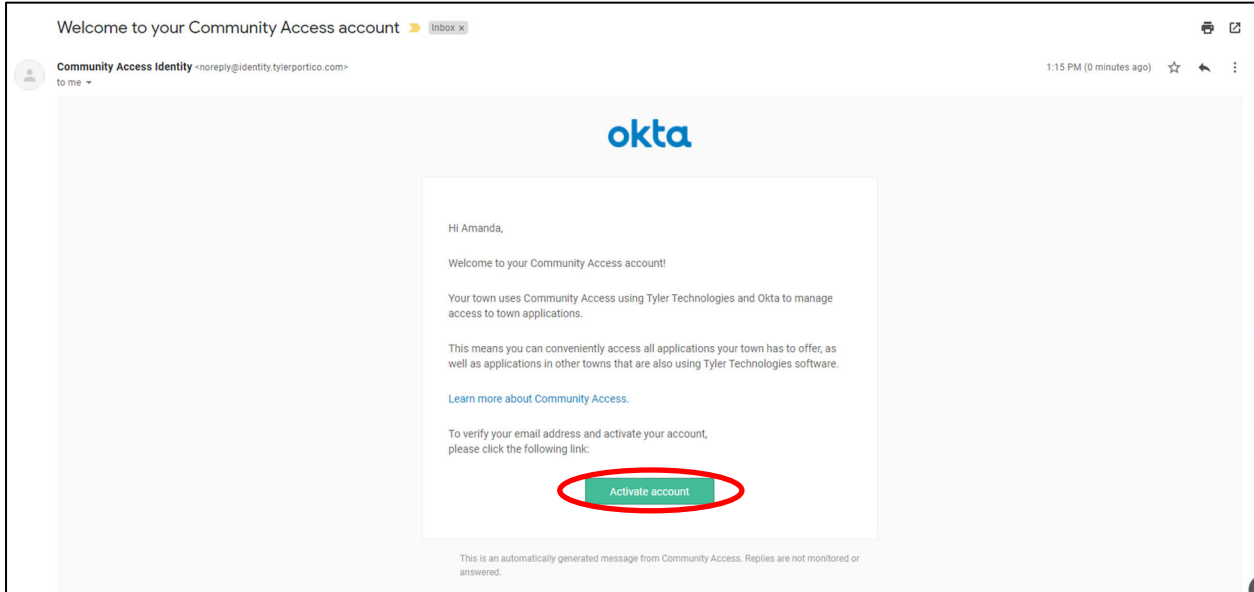 Welcome to your Community Access account Inbox x
Community Access Identity <noreply@identity.tylerportico.com> 1:15 PM (0 minutes ago)
to me
okta
Hi Amanda,
Welcome to your Community Access account!
Your town uses Community Access using Tyler Technologies and Okta to manage
access to town applications.
This means you can conveniently access all applications your town has to offer, as
well as applications in other towns that are also using Tyler Technologies software.
Learn more about Community Access.
To verify your email address and activate your account,
please click the following link:
Activate account
This is an automatically generated message from Community Access. Replies are not monitored or
answered.